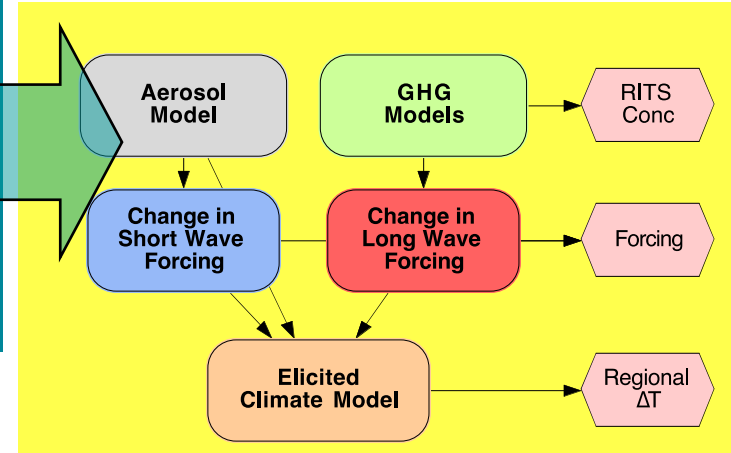 Aerosol
Model
GHG
Models
RITS
Conc
Change in
Short Wave
Forcing
Change in
Long Wave
Forcing
Forcing
Elicited
Climate Model
Regional
ΔT